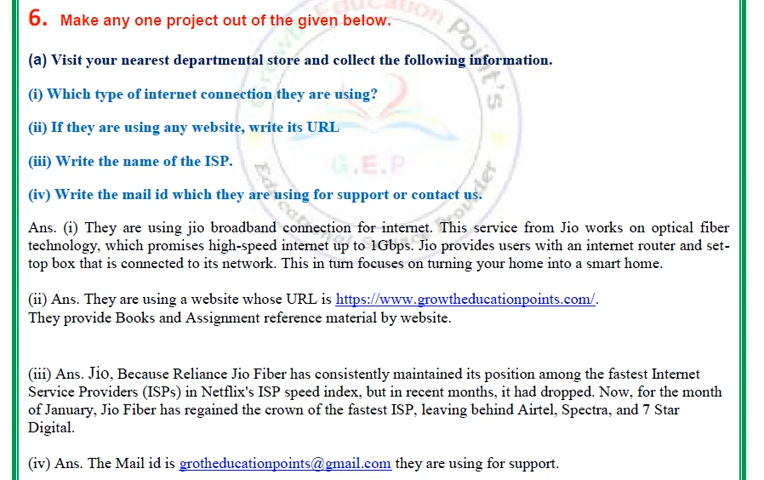 6. Make any one project out of the given below.
(a) Visit your nearest departmental store and collect the following information.
(i) Which type of internet connection they are using?
(ii) If they are using any website, write its URL
(iii) Write the name of the ISP.
(iv) Write the mail id which they are using for support or contact us.
Ans. (i) They are using jio broadband connection for internet. This service from Jio works on optical fiber
technology, which promises high-speed internet up to 1Gbps. Jio provides users with an internet router and set-
top box that is connected to its network. This in turn focuses on turning your home into a smart home.
(ii) Ans. They are using a website whose URL is https://www.growtheducationpoints.com/.
They provide Books and Assignment reference material by website.
(iii) Ans. Jio, Because Reliance Jio Fiber has consistently maintained its position among the fastest Internet
Service Providers (ISPs) in Netflix's ISP speed index, but in recent months, it had dropped. Now, for the month
of January, Jio Fiber has regained the crown of the fastest ISP, leaving behind Airtel, Spectra, and 7 Star
Digital.
(iv) Ans. The Mail id is grotheducationpoints@gmail.com they are using for support.
Growth Education Point's
G.E.P
Educational Service Provider